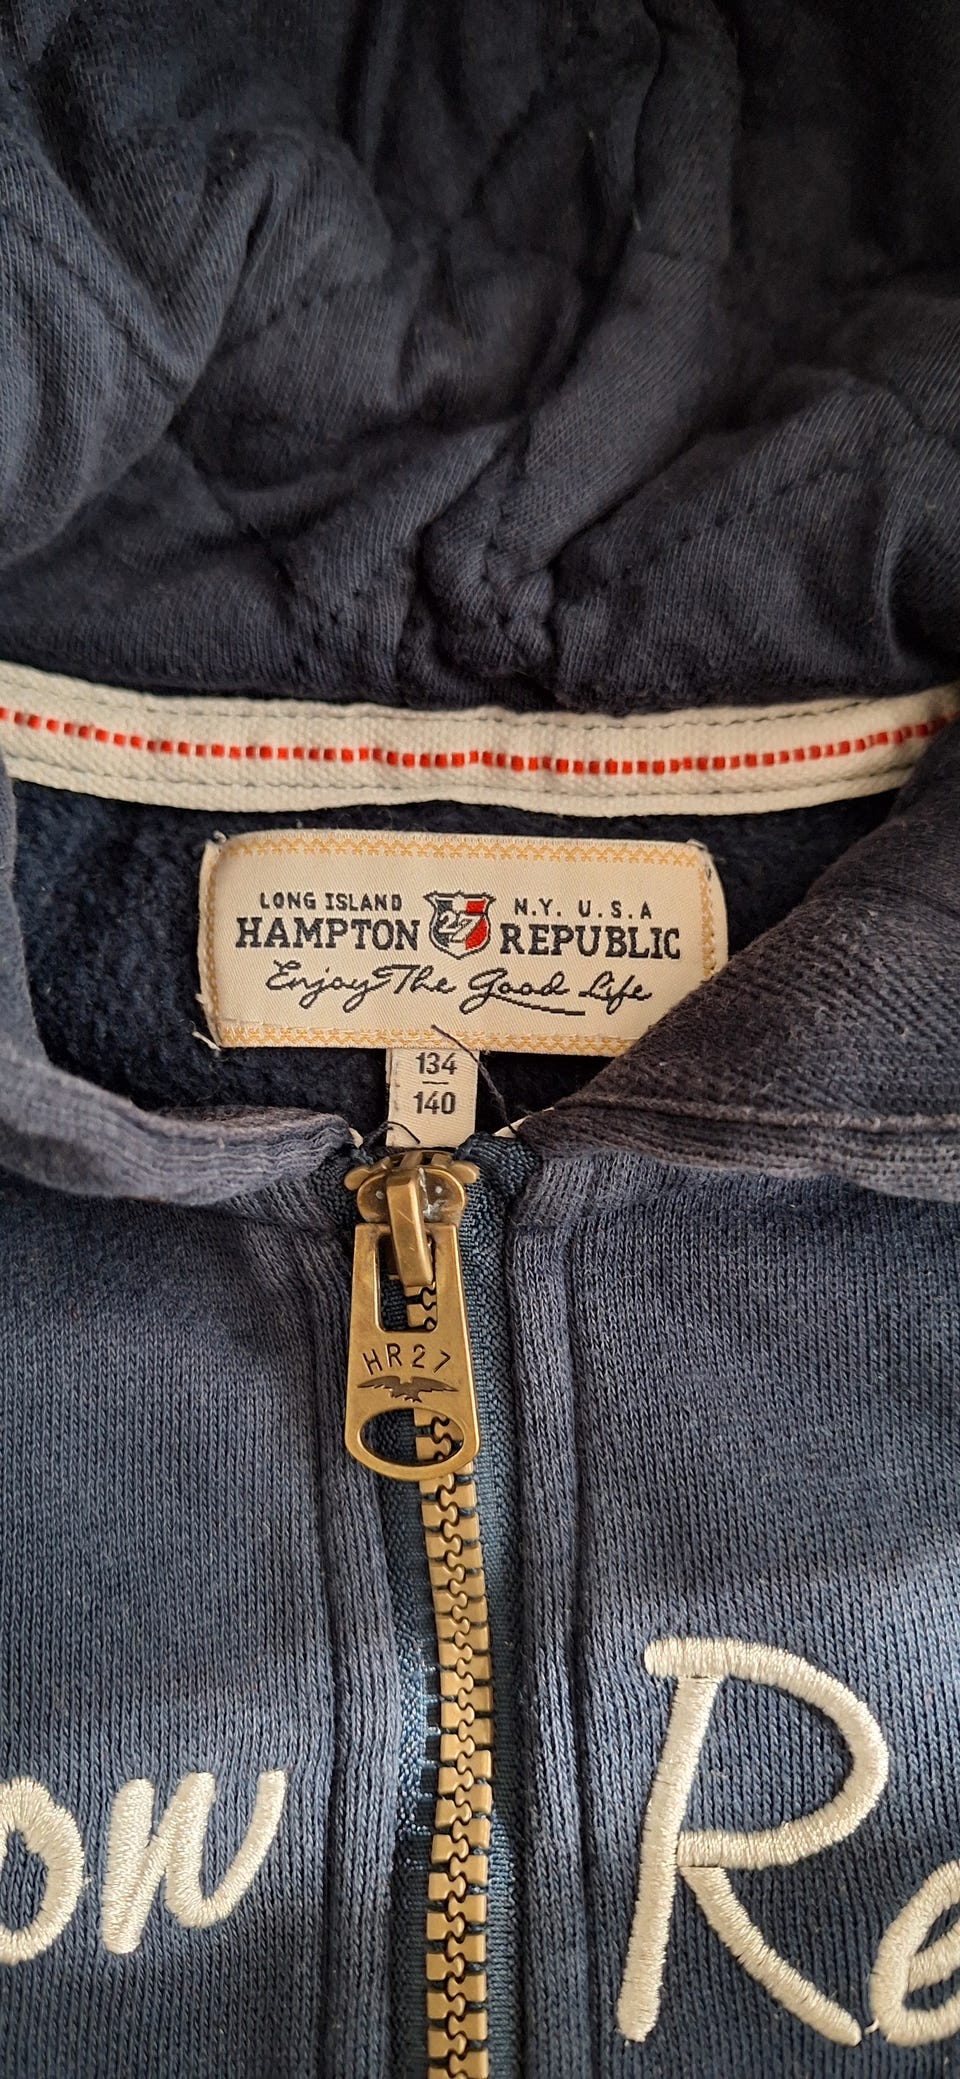 LONG ISLAND 27 N.Y. U.S.A
HAMPTON REPUBLIC
Enjoy The Good Life
134
140
HR27
on Re